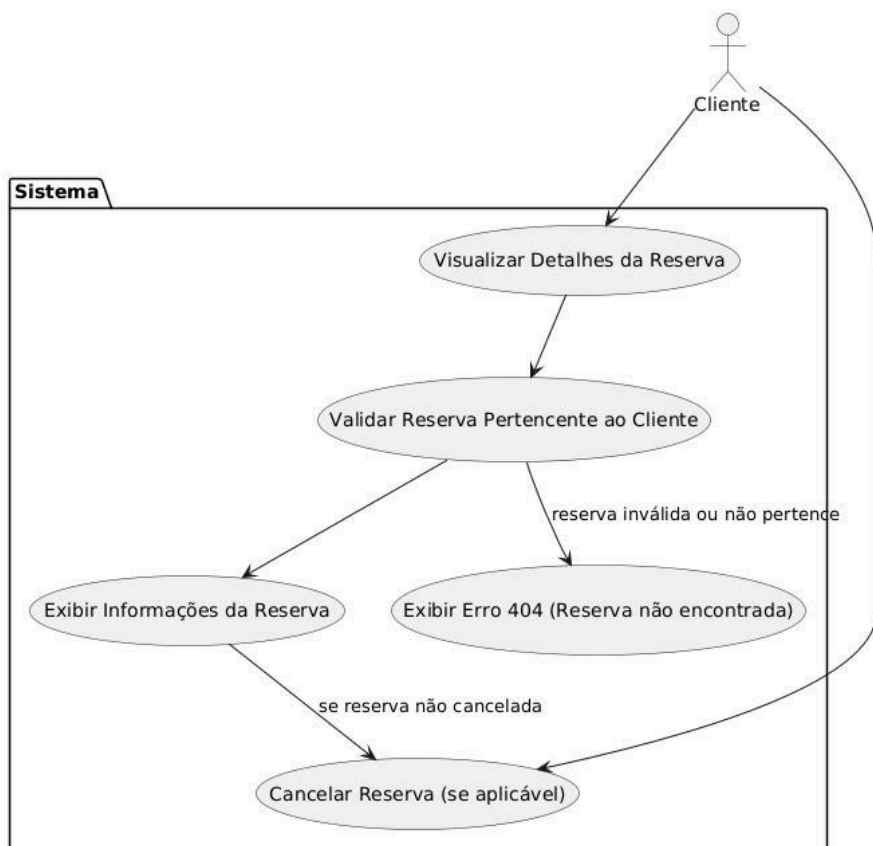 Cliente
Sistema
Visualizar Detalhes da Reserva
Validar Reserva Pertencente ao Cliente
reserva inválida ou não pertence
Exibir Informações da Reserva
Exibir Erro 404 (Reserva não encontrada)
se reserva não cancelada
Cancelar Reserva (se aplicável)